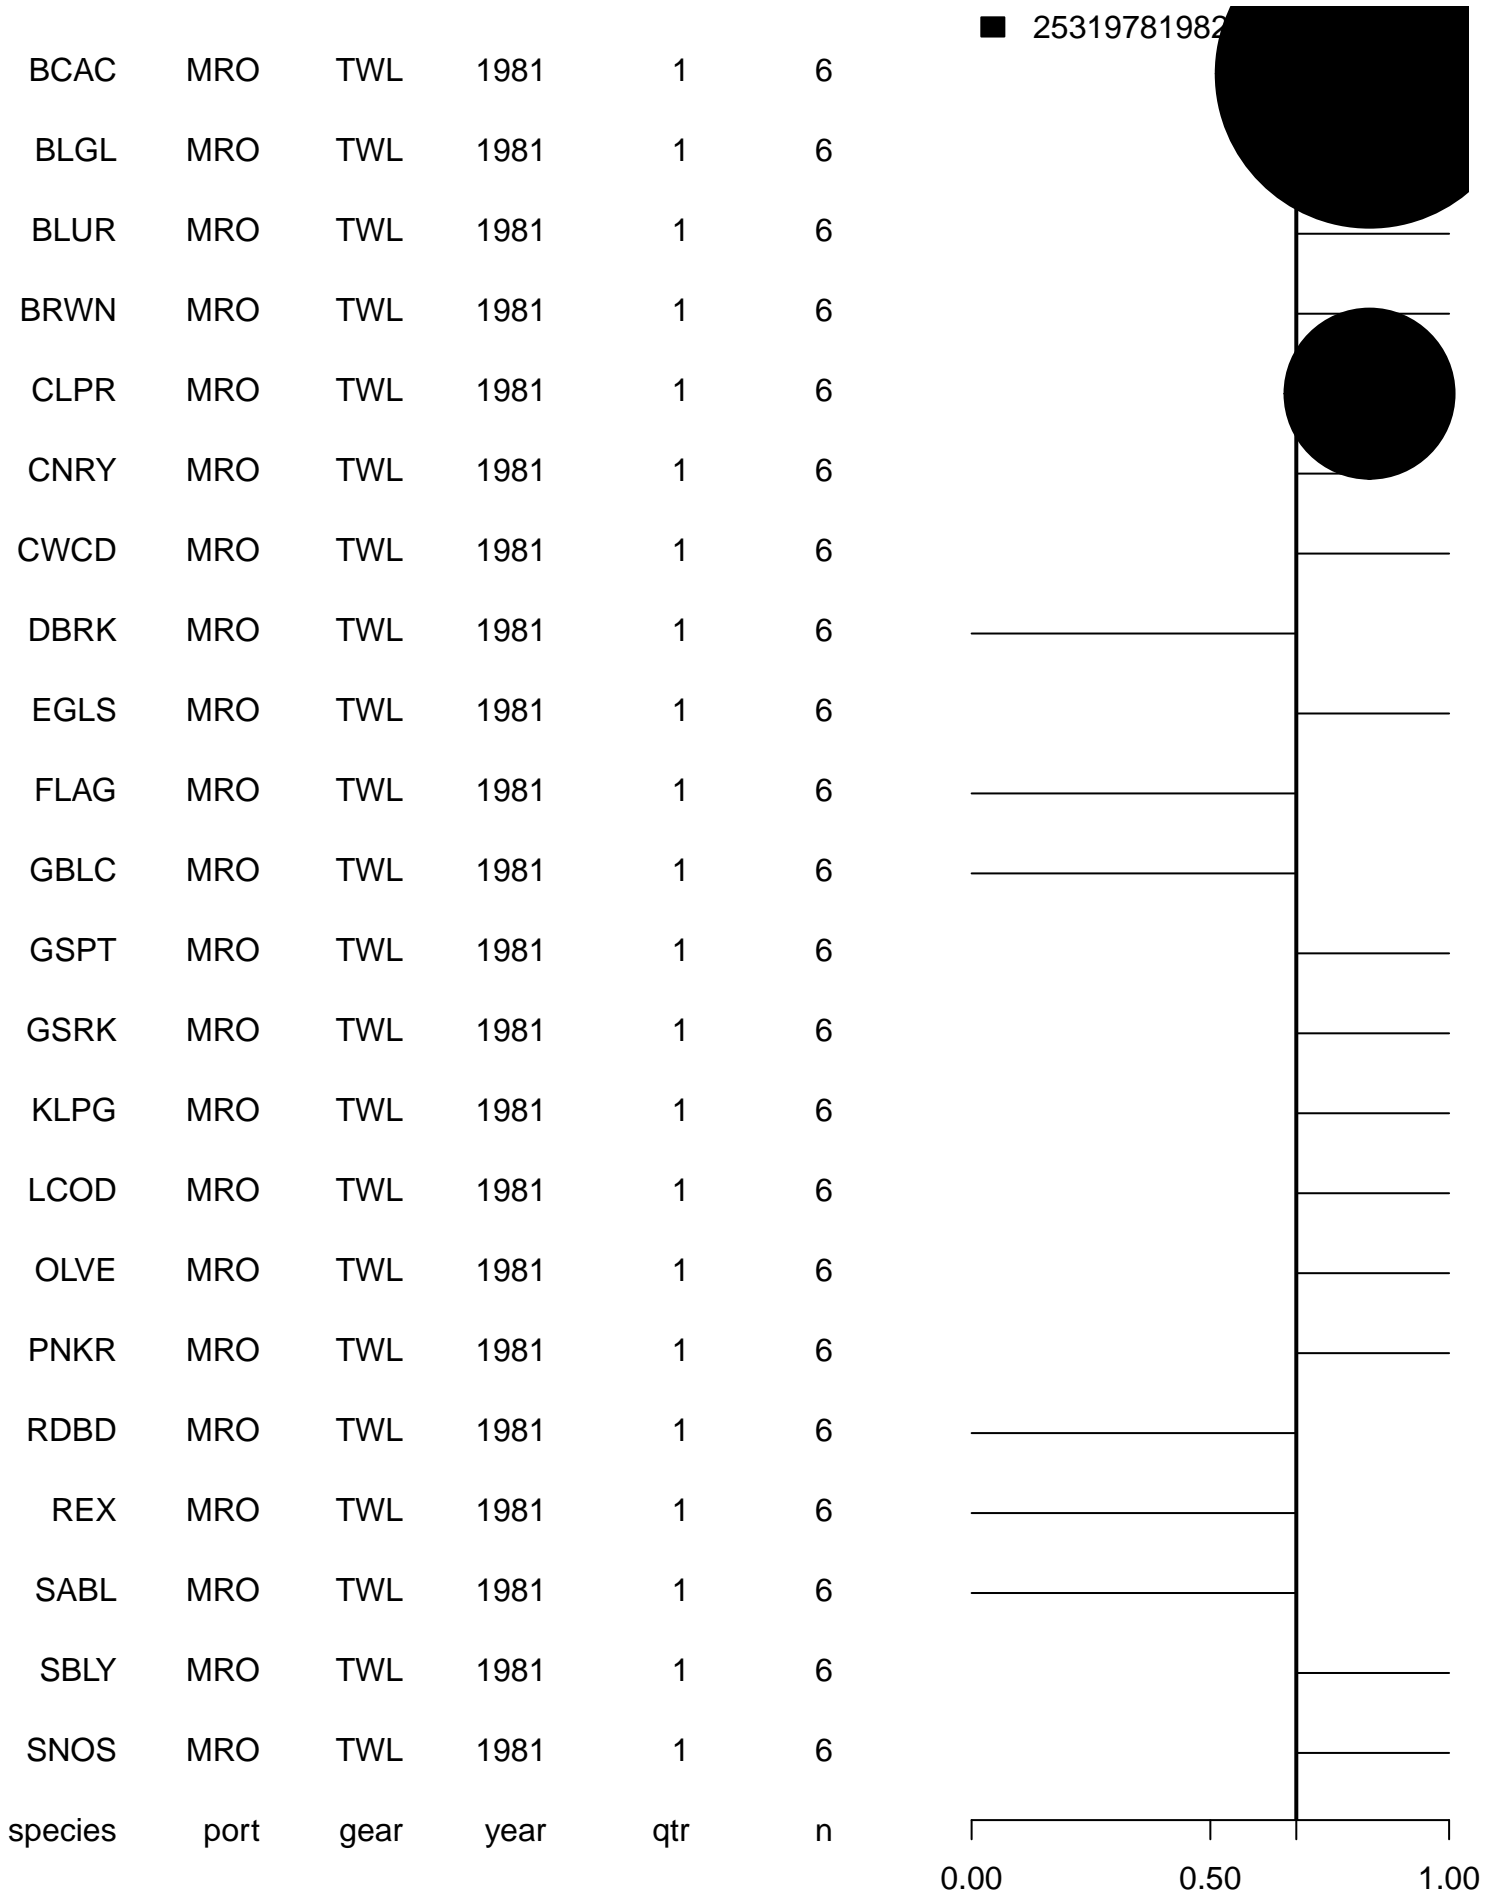 25319781982
BCAC MRO TWL 1981 1 6
BLGL MRO TWL 1981 1 6
BLUR MRO TWL 1981 1 6
BRWN MRO TWL 1981 1 6
CLPR MRO TWL 1981 1 6
CNRY MRO TWL 1981 1 6
CWCD MRO TWL 1981 1 6
DBRK MRO TWL 1981 1 6
EGLS MRO TWL 1981 1 6
FLAG MRO TWL 1981 1 6
GBLC MRO TWL 1981 1 6
GSPT MRO TWL 1981 1 6
GSRK MRO TWL 1981 1 6
KLPG MRO TWL 1981 1 6
LCOD MRO TWL 1981 1 6
OLVE MRO TWL 1981 1 6
PNKR MRO TWL 1981 1 6
RDBD MRO TWL 1981 1 6
REX MRO TWL 1981 1 6
SABL MRO TWL 1981 1 6
SBLY MRO TWL 1981 1 6
SNOS MRO TWL 1981 1 6
species port gear year qtr n
0.00 0.50 1.00